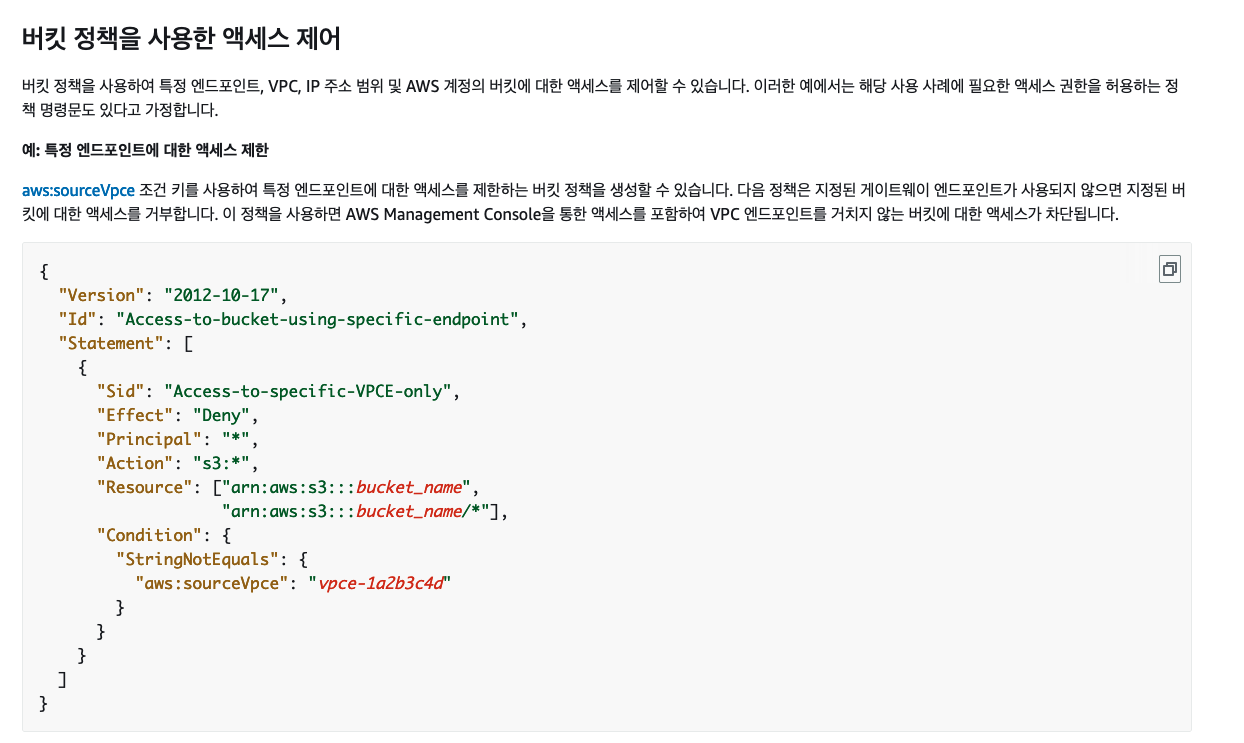 버킷 정책을 사용한 액세스 제어
버킷 정책을 사용하여 특정 엔드포인트, VPC, IP 주소 범위 및 AWS 계정의 버킷에 대한 액세스를 제어할 수 있습니다. 이러한 예에서는 해당 사용 사례에 필요한 액세스 권한을 허용하는 정
책 명령문도 있다고 가정합니다.
예: 특정 엔드포인트에 대한 액세스 제한
aws:sourceVpce 조건 키를 사용하여 특정 엔드포인트에 대한 액세스를 제한하는 버킷 정책을 생성할 수 있습니다. 다음 정책은 지정된 게이트웨이 엔드포인트가 사용되지 않으면 지정된 버
킷에 대한 액세스를 거부합니다. 이 정책을 사용하면 AWS Management Console을 통한 액세스를 포함하여 VPC 엔드포인트를 거치지 않는 버킷에 대한 액세스가 차단됩니다.
{
  "Version": "2012-10-17",
  "Id": "Access-to-bucket-using-specific-endpoint",
  "Statement": [
    {
      "Sid": "Access-to-specific-VPCE-only",
      "Effect": "Deny",
      "Principal": "*",
      "Action": "s3:*",
      "Resource": ["arn:aws:s3:::bucket_name",
                   "arn:aws:s3:::bucket_name/*"],
      "Condition": {
        "StringNotEquals": {
          "aws:sourceVpce": "vpce-1a2b3c4d"
        }
      }
    }
  ]
}